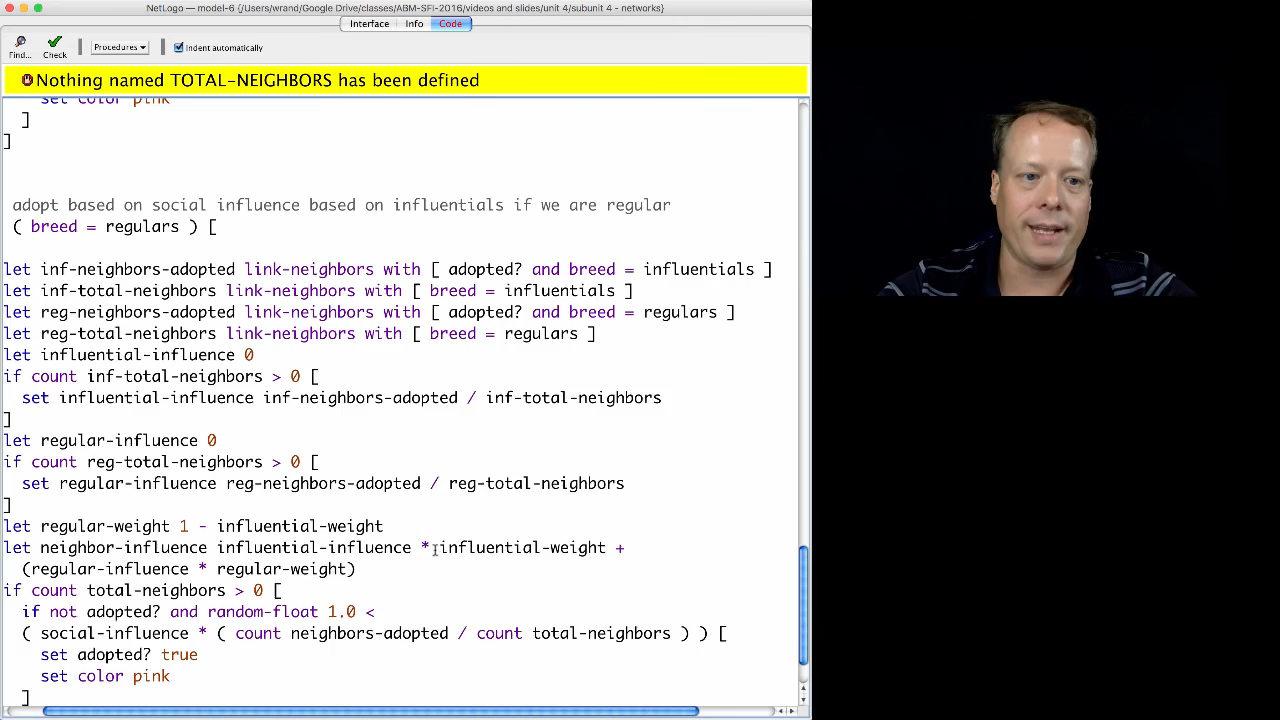 NetLogo — model-6 {/Users/wrand/Google Drive/classes/ABM-SFI-2016/videos and slides/unit 4/subunit 4 - networks}
Interface Info Code
Find... Check Procedures Indent automatically
Nothing named TOTAL-NEIGHBORS has been defined
set color pink
]
]
adopt based on social influence based on influentials if we are regular
( breed = regulars ) [
let inf-neighbors-adopted link-neighbors with [ adopted? and breed = influentials ]
let inf-total-neighbors link-neighbors with [ breed = influentials ]
let reg-neighbors-adopted link-neighbors with [ adopted? and breed = regulars ]
let reg-total-neighbors link-neighbors with [ breed = regulars ]
let influential-influence 0
if count inf-total-neighbors > 0 [
set influential-influence inf-neighbors-adopted / inf-total-neighbors
]
let regular-influence 0
if count reg-total-neighbors > 0 [
set regular-influence reg-neighbors-adopted / reg-total-neighbors
]
let regular-weight 1 - influential-weight
let neighbor-influence influential-influence * influential-weight +
(regular-influence * regular-weight)
if count total-neighbors > 0 [
if not adopted? and random-float 1.0 <
( social-influence * ( count neighbors-adopted / count total-neighbors ) ) [
set adopted? true
set color pink
]